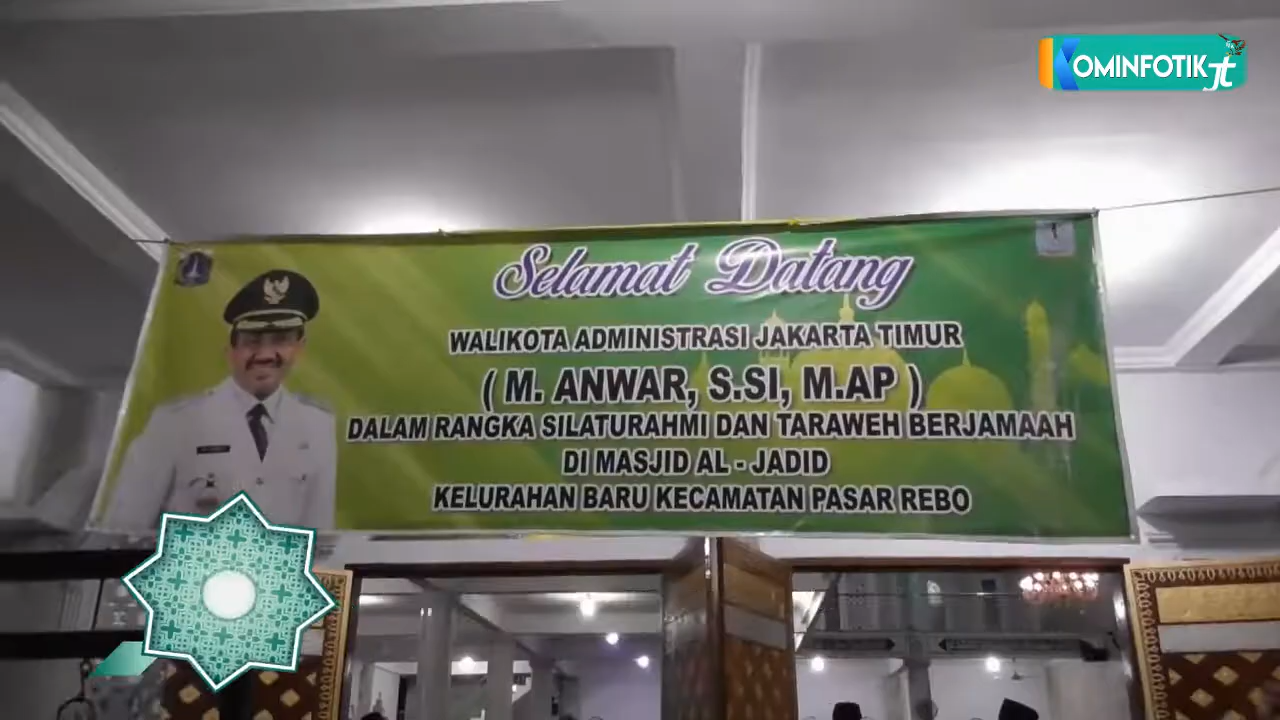 KOMINFOTIK JT
Selamat Datang
WALIKOTA ADMINISTRASI JAKARTA TIMUR
( M. ANWAR, S.SI, M.AP )
DALAM RANGKA SILATURAHMI DAN TARAWEH BERJAMAAH
DI MASJID AL - JADID
KELURAHAN BARU KECAMATAN PASAR REBO